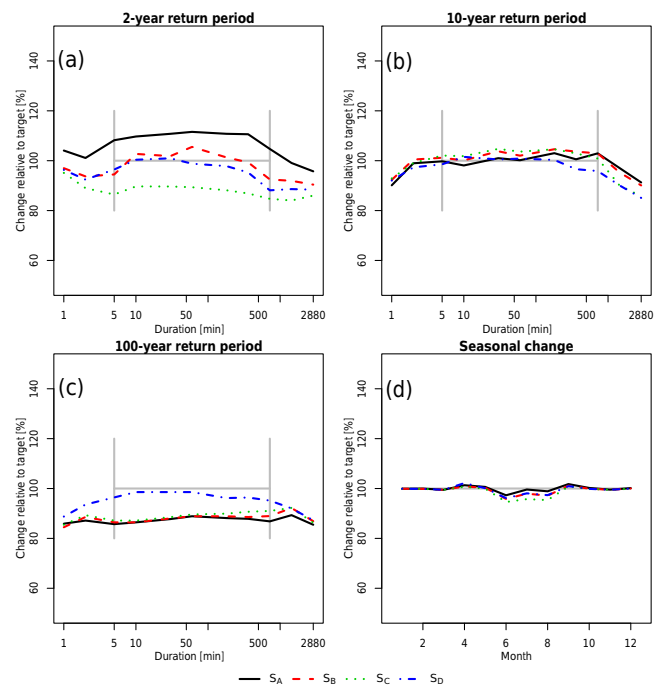 2-year return period
(a)
Change relative to target [%]
60 80 100 120 140
1 5 10 50 500 2880
Duration [min]
10-year return period
(b)
Change relative to target [%]
60 80 100 120 140
1 5 10 50 500 2880
Duration [min]
100-year return period
(c)
Change relative to target [%]
60 80 100 120 140
1 5 10 50 500 2880
Duration [min]
Seasonal change
(d)
Change relative to target [%]
60 80 100 120 140
2 4 6 8 10 12
Month
S_A S_B S_C S_D